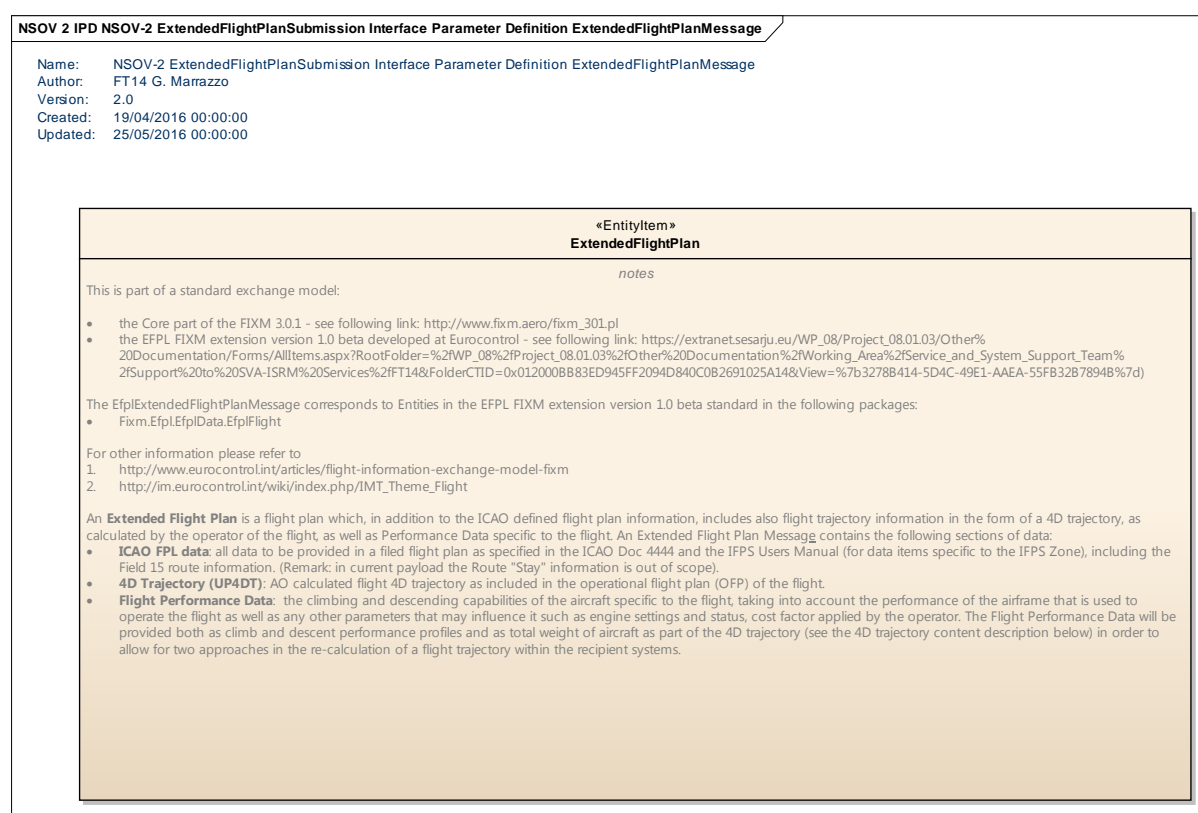 NSOV 2 IPD NSOV-2 ExtendedFlightPlanSubmission Interface Parameter Definition ExtendedFlightPlanMessage
Name: NSOV-2 ExtendedFlightPlanSubmission Interface Parameter Definition ExtendedFlightPlanMessage
Author: FT14 G. Marrazzo
Version: 2.0
Created: 19/04/2016 00:00:00
Updated: 25/05/2016 00:00:00
«EntityItem»
ExtendedFlightPlan
notes
This is part of a standard exchange model:
• the Core part of the FIXM 3.0.1 - see following link: http://www.fixm.aero/fixm_301.pl
• the EFPL FIXM extension version 1.0 beta developed at Eurocontrol - see following link: https://extranet.sesarju.eu/WP_08/Project_08.01.03/Other%
20Documentation/Forms/AllItems.aspx?RootFolder=%2fWP_08%2fProject_08.01.03%2fOther%20Documentation%2fWorking_Area%2fService_and_System_Support_Team%
2fSupport%20to%20SVA-ISRM%20Services%2fFT14&FolderCTID=0x012000BB83ED945FF2094D840C0B2691025A14&View=%7b3278B414-5D4C-49E1-AAEA-55FB32B7894B%7d)
The EfplExtendedFlightPlanMessage corresponds to Entities in the EFPL FIXM extension version 1.0 beta standard in the following packages:
• Fixm.Efpl.EfplData.EfplFlight
For other information please refer to
1. http://www.eurocontrol.int/articles/flight-information-exchange-model-fixm
2. http://im.eurocontrol.int/wiki/index.php/IMT_Theme_Flight
An Extended Flight Plan is a flight plan which, in addition to the ICAO defined flight plan information, includes also flight trajectory information in the form of a 4D trajectory, as
calculated by the operator of the flight, as well as Performance Data specific to the flight. An Extended Flight Plan Message contains the following sections of data:
• ICAO FPL data: all data to be provided in a filed flight plan as specified in the ICAO Doc 4444 and the IFPS Users Manual (for data items specific to the IFPS Zone), including the
Field 15 route information. (Remark: in current payload the Route "Stay" information is out of scope).
• 4D Trajectory (UP4DT): AO calculated flight 4D trajectory as included in the operational flight plan (OFP) of the flight.
• Flight Performance Data: the climbing and descending capabilities of the aircraft specific to the flight, taking into account the performance of the airframe that is used to
operate the flight as well as any other parameters that may influence it such as engine settings and status, cost factor applied by the operator. The Flight Performance Data will be
provided both as climb and descent performance profiles and as total weight of aircraft as part of the 4D trajectory (see the 4D trajectory content description below) in order to
allow for two approaches in the re-calculation of a flight trajectory within the recipient systems.